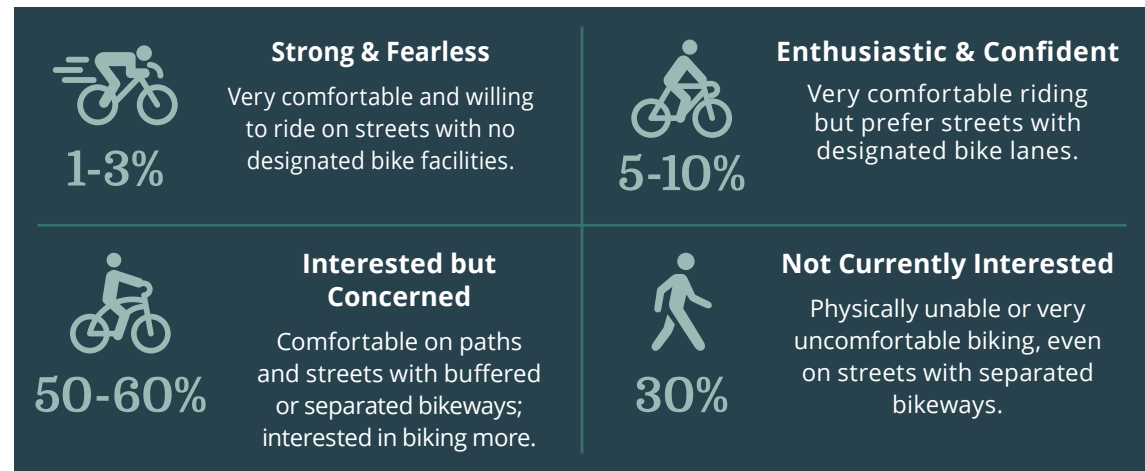 Strong & Fearless
Very comfortable and willing
to ride on streets with no
designated bike facilities.
1-3%
Enthusiastic & Confident
Very comfortable riding
but prefer streets with
designated bike lanes.
5-10%
Interested but
Concerned
Comfortable on paths
and streets with buffered
or separated bikeways;
interested in biking more.
50-60%
Not Currently Interested
Physically unable or very
uncomfortable biking, even
on streets with separated
bikeways.
30%